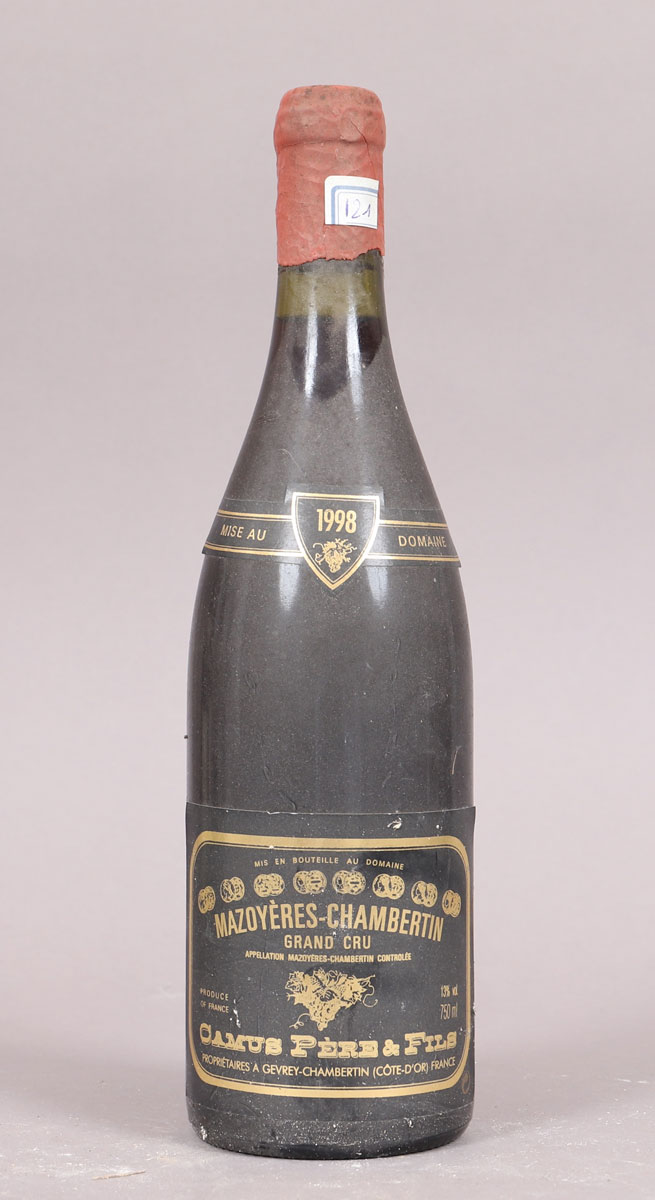 121
1998
MISE AU DOMAINE
MIS EN BOUTEILLE AU DOMAINE
MAZOYÈRES-CHAMBERTIN
GRAND CRU
APPELLATION MAZOYÈRES-CHAMBERTIN CONTROLÉE
PRODUCE
OF FRANCE
13% vol.
750 ml
CAMUS PÈRE & FILS
PROPRIÉTAIRES A GEVREY-CHAMBERTIN (CÔTE-D'OR) FRANCE